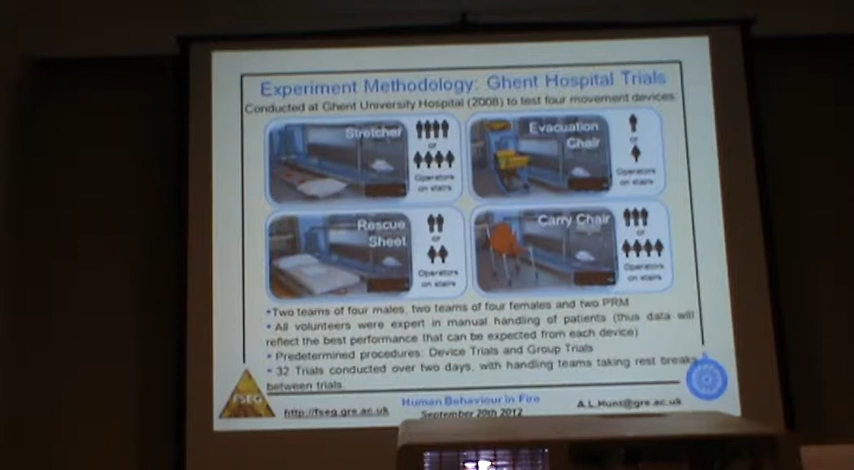 Experiment Methodology: Ghent Hospital Trials
Conducted at Ghent University Hospital (2008) to test four movement devices:
Stretcher
or
Operators
on stairs
Evacuation
Chair
or
Operators
on stairs
Rescue
Sheet
or
Operators
on stairs
Carry Chair
or
Operators
on stairs
•Two teams of four males, two teams of four females and two PRM
• All volunteers were expert in manual handling of patients (thus data will
reflect the best performance that can be expected from each device)
• Predetermined procedures: Device Trials and Group Trials
• 32 Trials conducted over two days, with handling teams taking rest breaks
between trials.
FSEG
http://fseg.gre.ac.uk
Human Behaviour in Fire
September 20th 2012
A.L.Hunt@gre.ac.uk